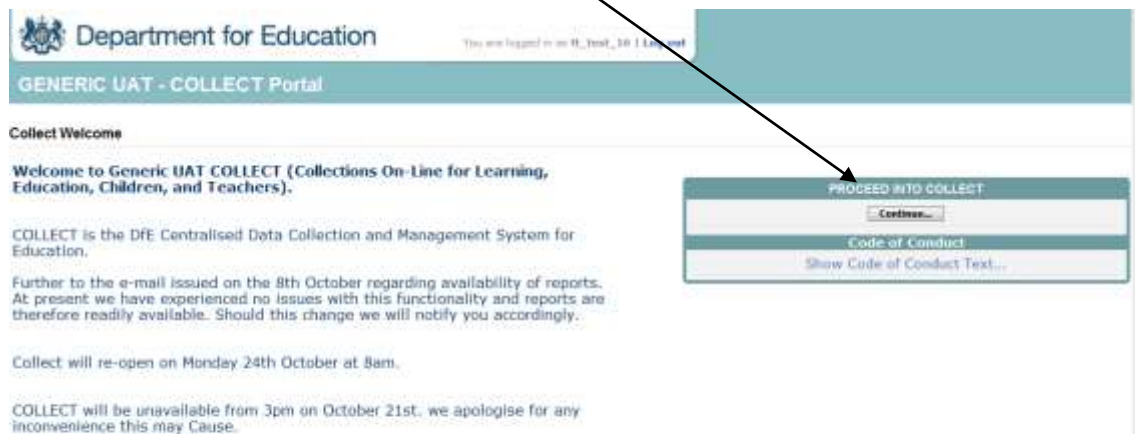 Department for Education
You are logged in as ft_test_10 | Log out
GENERIC UAT - COLLECT Portal
Collect Welcome
Welcome to Generic UAT COLLECT (Collections On-Line for Learning,
Education, Children, and Teachers).
COLLECT is the DfE Centralised Data Collection and Management System for
Education.
Further to the e-mail issued on the 8th October regarding availability of reports.
At present we have experienced no issues with this functionality and reports are
therefore readily available. Should this change we will notify you accordingly.
Collect will re-open on Monday 24th October at 8am.
COLLECT will be unavailable from 3pm on October 21st. we apologise for any
inconvenience this may Cause.
PROCEED INTO COLLECT
Continue...
Code of Conduct
Show Code of Conduct Text...